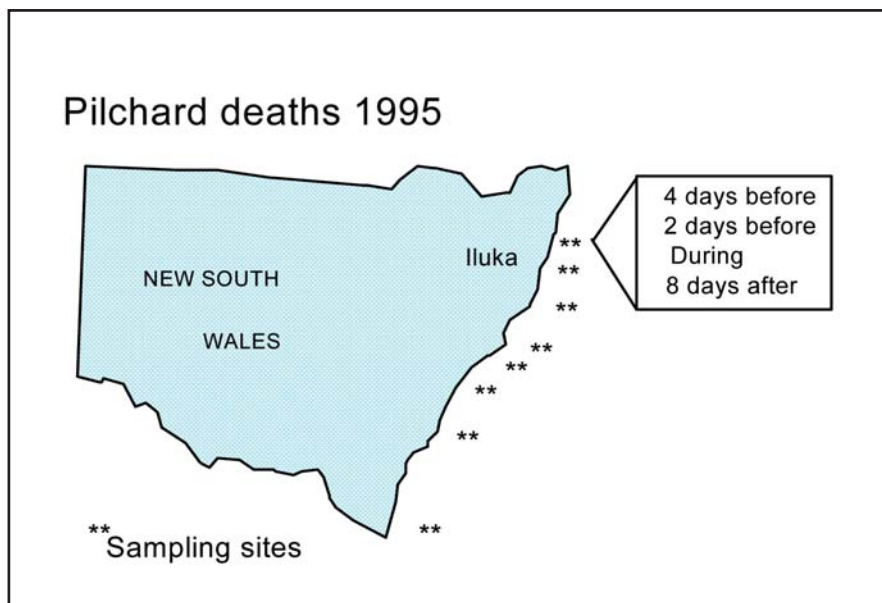 Pilchard deaths 1995
4 days before
2 days before
During
8 days after
Iluka
**
**
NEW SOUTH
**
WALES
**
**
**
**
** Sampling sites
**